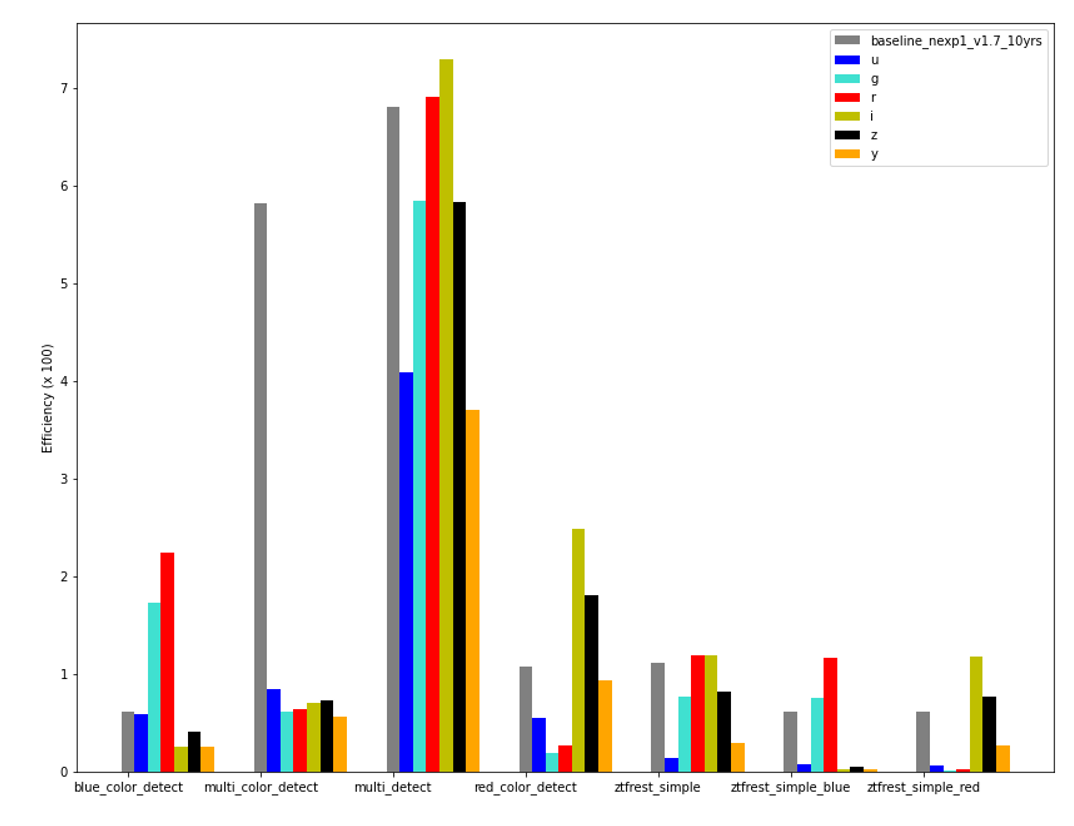 baseline_nexp1_v1.7_10yrs
u
g
r
i
z
y
Efficiency (x 100)
7
6
5
4
3
2
1
0
blue_color_detect multi_color_detect multi_detect red_color_detect ztfrest_simple ztfrest_simple_blue ztfrest_simple_red